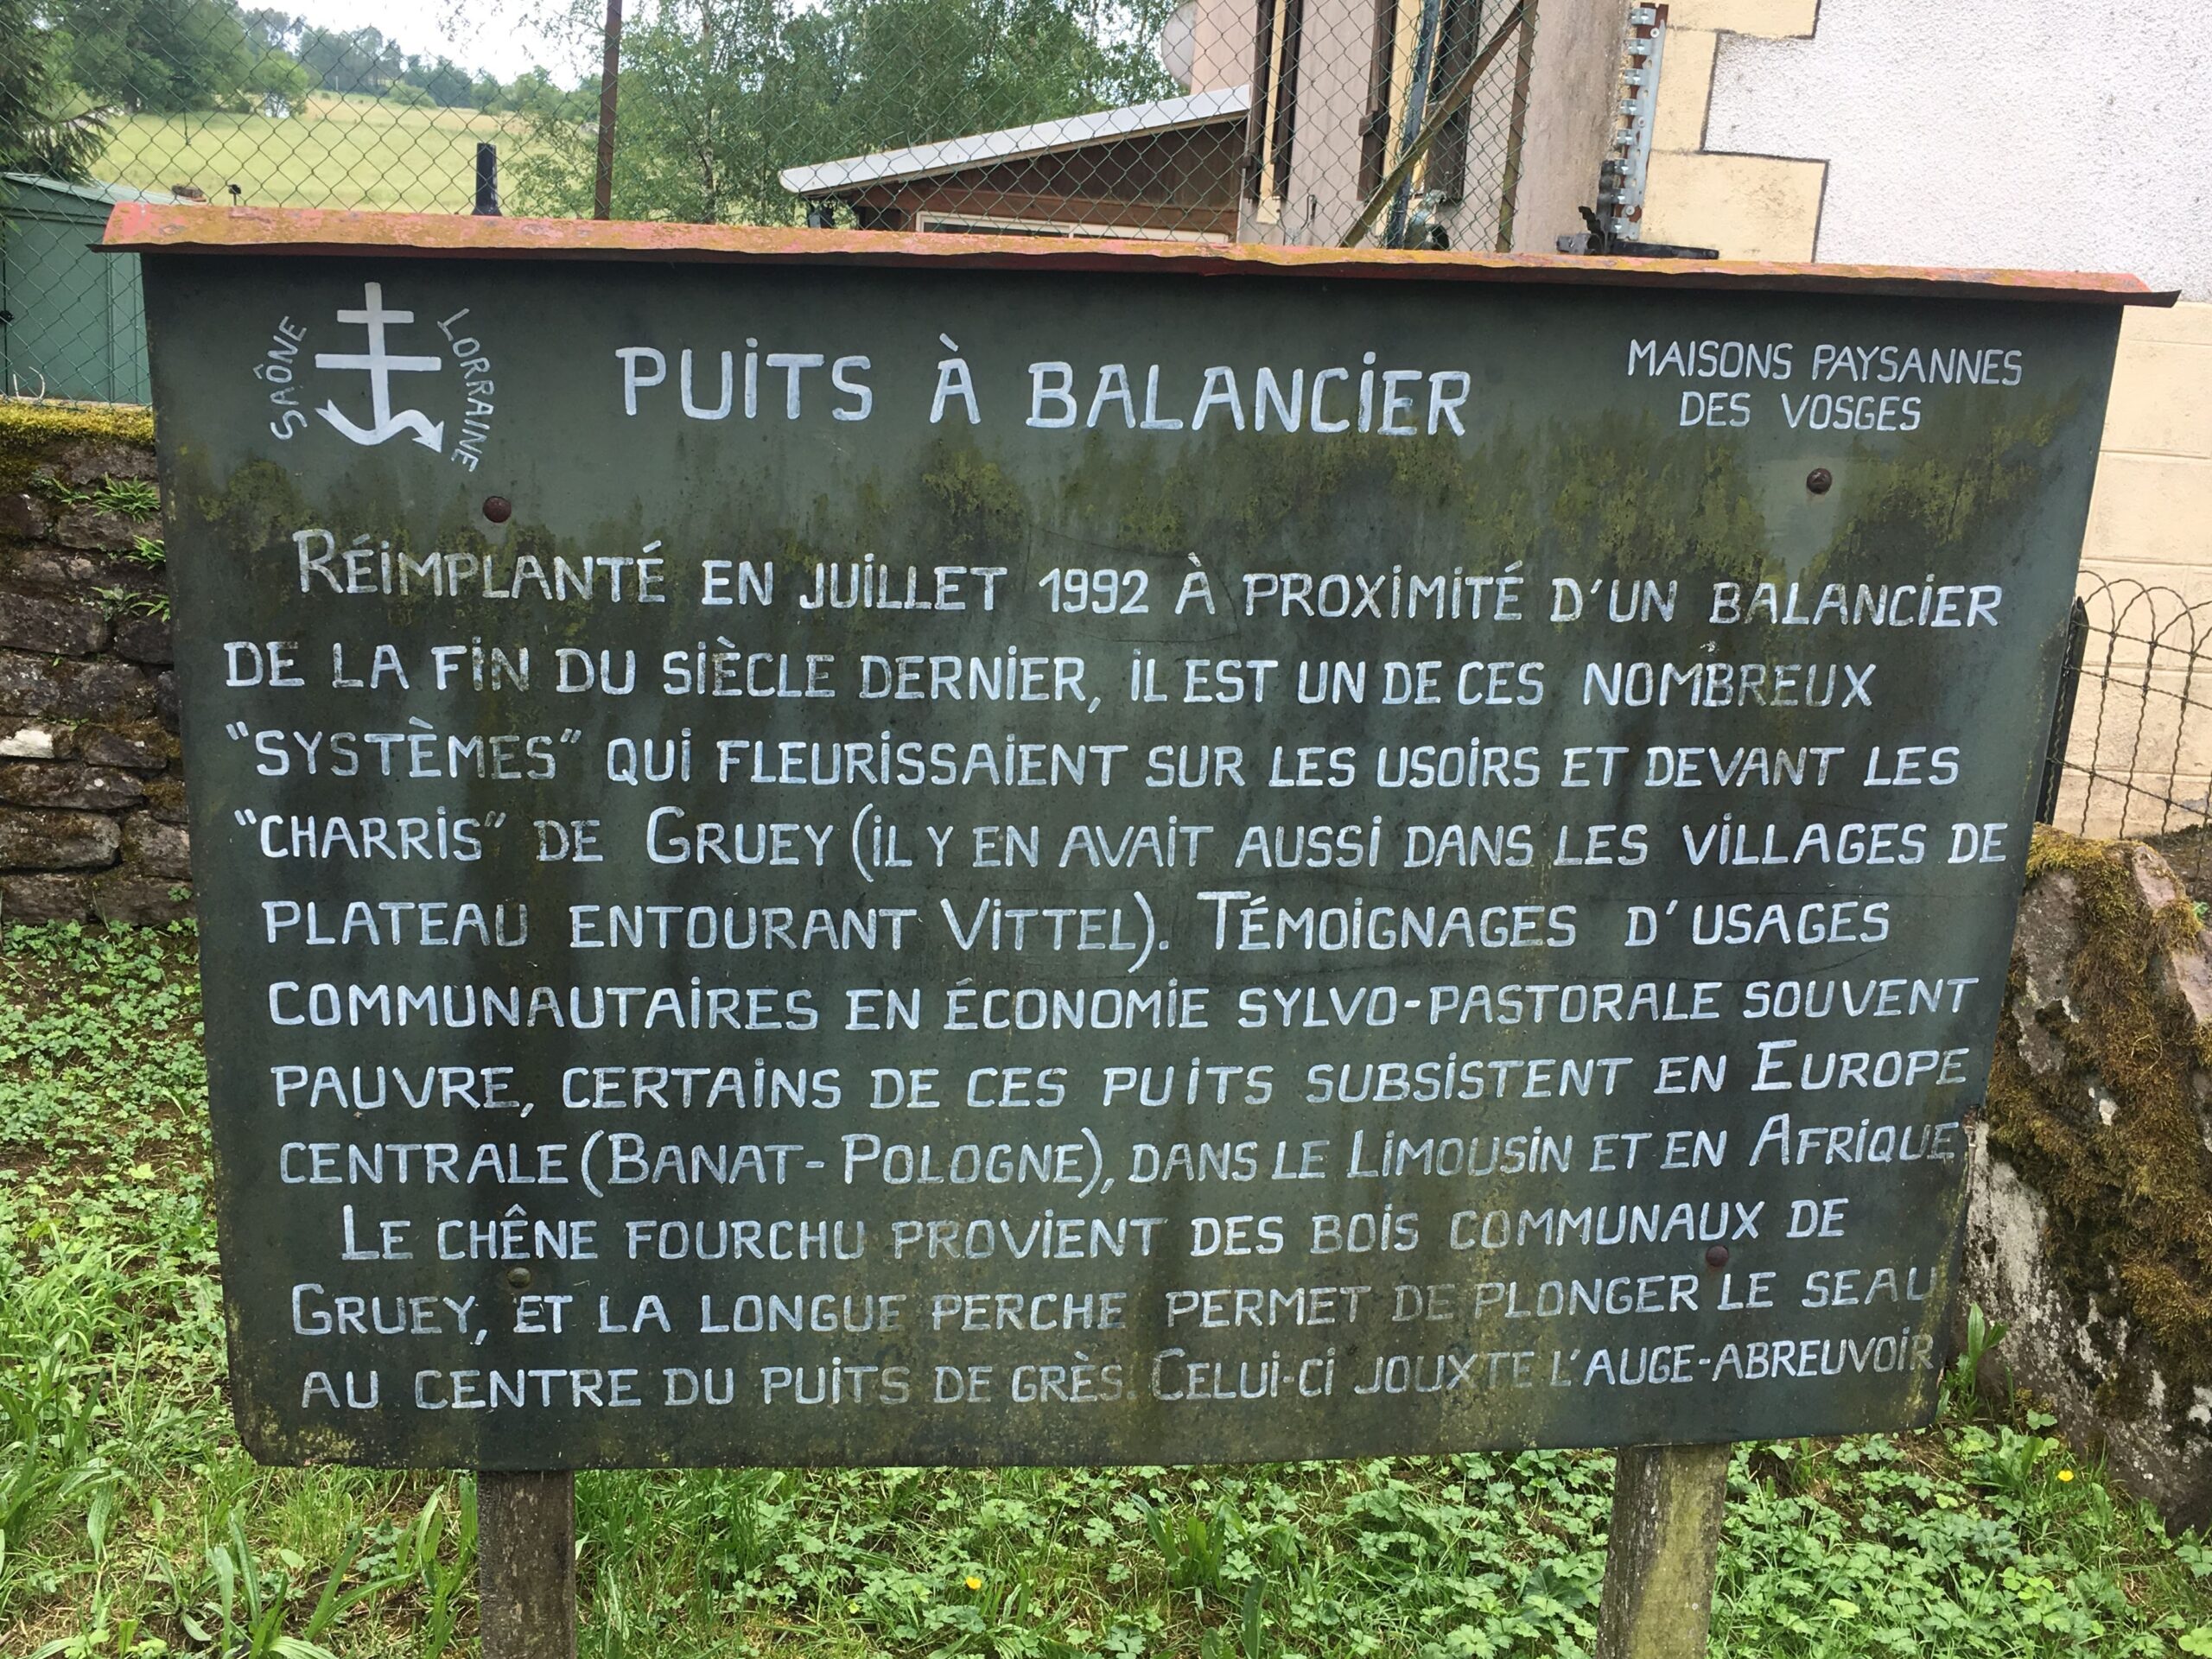 SAÔNE LORRAINE
PUITS À BALANCIER
MAISONS PAYSANNES
DES VOSGES
RÉIMPLANTÉ EN JUILLET 1992 À PROXIMITÉ D'UN BALANCIER
DE LA FIN DU SIÈCLE DERNIER, IL EST UN DE CES NOMBREUX
"SYSTÈMES" QUI FLEURISSAIENT SUR LES USOIRS ET DEVANT LES
"CHARRIS" DE GRUEY (IL Y EN AVAIT AUSSI DANS LES VILLAGES DE
PLATEAU ENTOURANT VITTEL). TÉMOIGNAGES D'USAGES
COMMUNAUTAIRES EN ÉCONOMIE SYLVO-PASTORALE SOUVENT
PAUVRE, CERTAINS DE CES PUITS SUBSISTENT EN EUROPE
CENTRALE (BANAT-POLOGNE), DANS LE LIMOUSIN ET EN AFRIQUE
LE CHÊNE FOURCHU PROVIENT DES BOIS COMMUNAUX DE
GRUEY, ET LA LONGUE PERCHE PERMET DE PLONGER LE SEAU
AU CENTRE DU PUITS DE GRÈS. CELUI-CI JOUXTE L'AUGE-ABREUVOIR